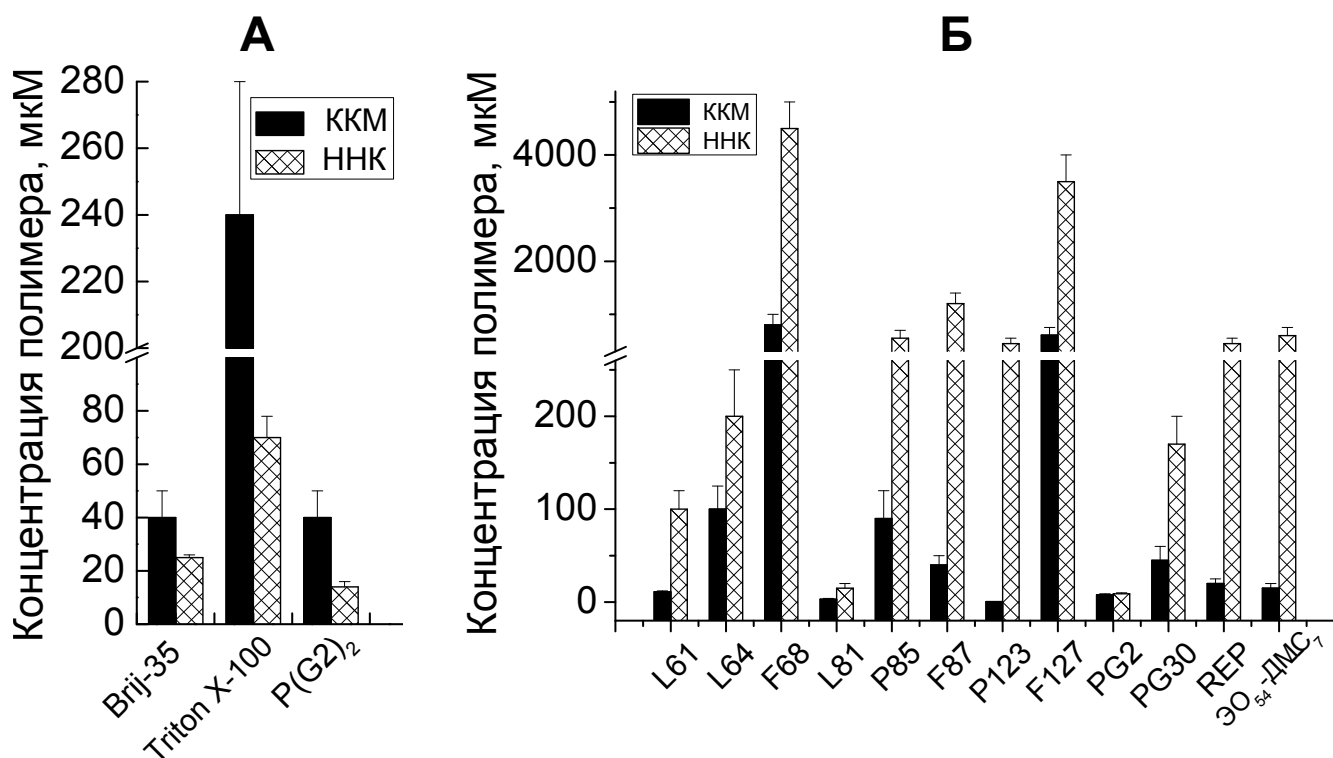 А
Концентрация полимера, мкМ
280
260
240
220
200
80
60
40
20
0
ККМ
ННК
Brij-35
Triton X-100
P(G2)₂
Б
Концентрация полимера, мкМ
4000
2000
200
100
0
ККМ
ННК
L61
L64
F68
L81
P85
F87
P123
F127
PG2
PG30
REP
ЭО₅₄-ДМС₇